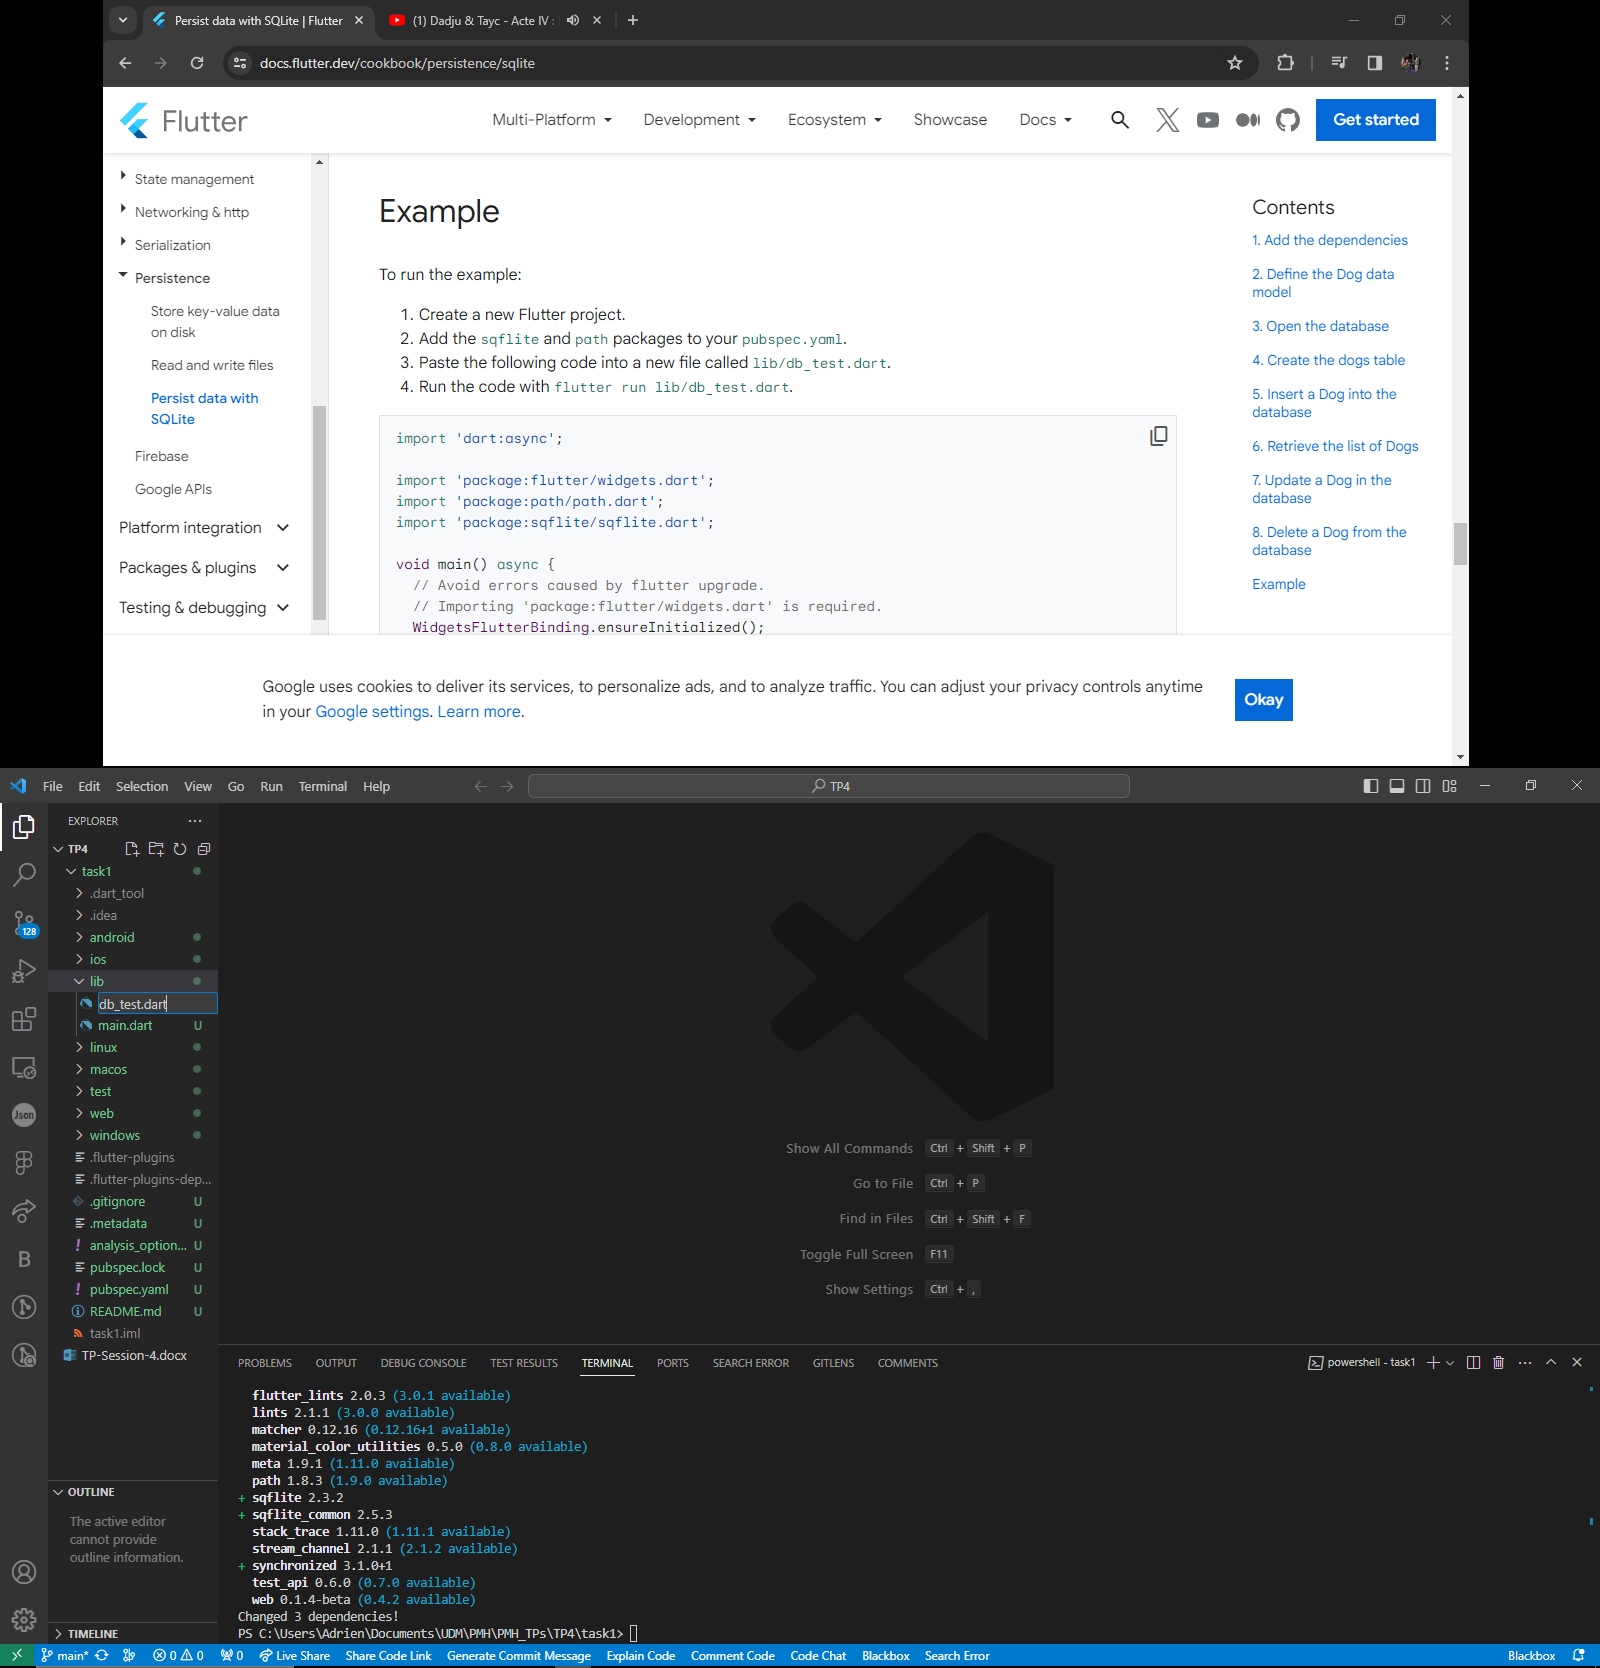 Persist data with SQLite | Flutter
(1) Dadju & Tayc - Acte IV :
docs.flutter.dev/cookbook/persistence/sqlite
Flutter
Multi-Platform
Development
Ecosystem
Showcase
Docs
Get started
State management
Networking & http
Serialization
Persistence
Store key-value data
on disk
Read and write files
Persist data with
SQLite
Firebase
Google APIs
Platform integration
Packages & plugins
Testing & debugging
Example
To run the example:
1. Create a new Flutter project.
2. Add the sqflite and path packages to your pubspec.yaml.
3. Paste the following code into a new file called lib/db_test.dart.
4. Run the code with flutter run lib/db_test.dart.
import 'dart:async';
import 'package:flutter/widgets.dart';
import 'package:path/path.dart';
import 'package:sqflite/sqflite.dart';
void main() async {
// Avoid errors caused by flutter upgrade.
// Importing 'package:flutter/widgets.dart' is required.
WidgetsFlutterBinding.ensureInitialized();
Contents
1. Add the dependencies
2. Define the Dog data
model
3. Open the database
4. Create the dogs table
5. Insert a Dog into the
database
6. Retrieve the list of Dogs
7. Update a Dog in the
database
8. Delete a Dog from the
database
Example
Google uses cookies to deliver its services, to personalize ads, and to analyze traffic. You can adjust your privacy controls anytime
in your Google settings. Learn more.
Okay
File Edit Selection View Go Run Terminal Help
TP4
EXPLORER
TP4
task1
.dart_tool
.idea
android
ios
lib
db_test.dart
main.dart U
linux
macos
test
web
windows
.flutter-plugins
.flutter-plugins-dep...
.gitignore U
.metadata U
analysis_option... U
pubspec.lock U
pubspec.yaml U
README.md U
task1.iml
TP-Session-4.docx
128
Json
B
OUTLINE
The active editor
cannot provide
outline information.
TIMELINE
Show All Commands Ctrl + Shift + P
Go to File Ctrl + P
Find in Files Ctrl + Shift + F
Toggle Full Screen F11
Show Settings Ctrl + ,
PROBLEMS OUTPUT DEBUG CONSOLE TEST RESULTS TERMINAL PORTS SEARCH ERROR GITLENS COMMENTS
powershell - task1
flutter_lints 2.0.3 (3.0.1 available)
lints 2.1.1 (3.0.0 available)
matcher 0.12.16 (0.12.16+1 available)
material_color_utilities 0.5.0 (0.8.0 available)
meta 1.9.1 (1.11.0 available)
path 1.8.3 (1.9.0 available)
+ sqflite 2.3.2
+ sqflite_common 2.5.3
stack_trace 1.11.0 (1.11.1 available)
stream_channel 2.1.1 (2.1.2 available)
+ synchronized 3.1.0+1
test_api 0.6.0 (0.7.0 available)
web 0.1.4-beta (0.4.2 available)
Changed 3 dependencies!
PS C:\Users\Adrien\Documents\UDM\PMH\PMH_TPs\TP4\task1>
main* 0 0 0 Live Share Share Code Link Generate Commit Message Explain Code Comment Code Code Chat Blackbox Search Error Blackbox